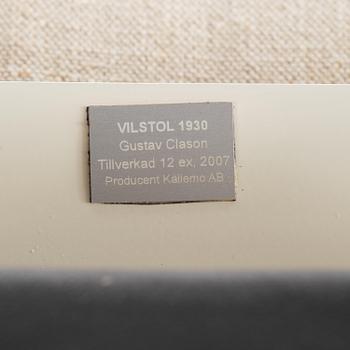 VILSTOL 1930
Gustav Clason
Tillverkad 12 ex, 2007
Producent Källemo AB